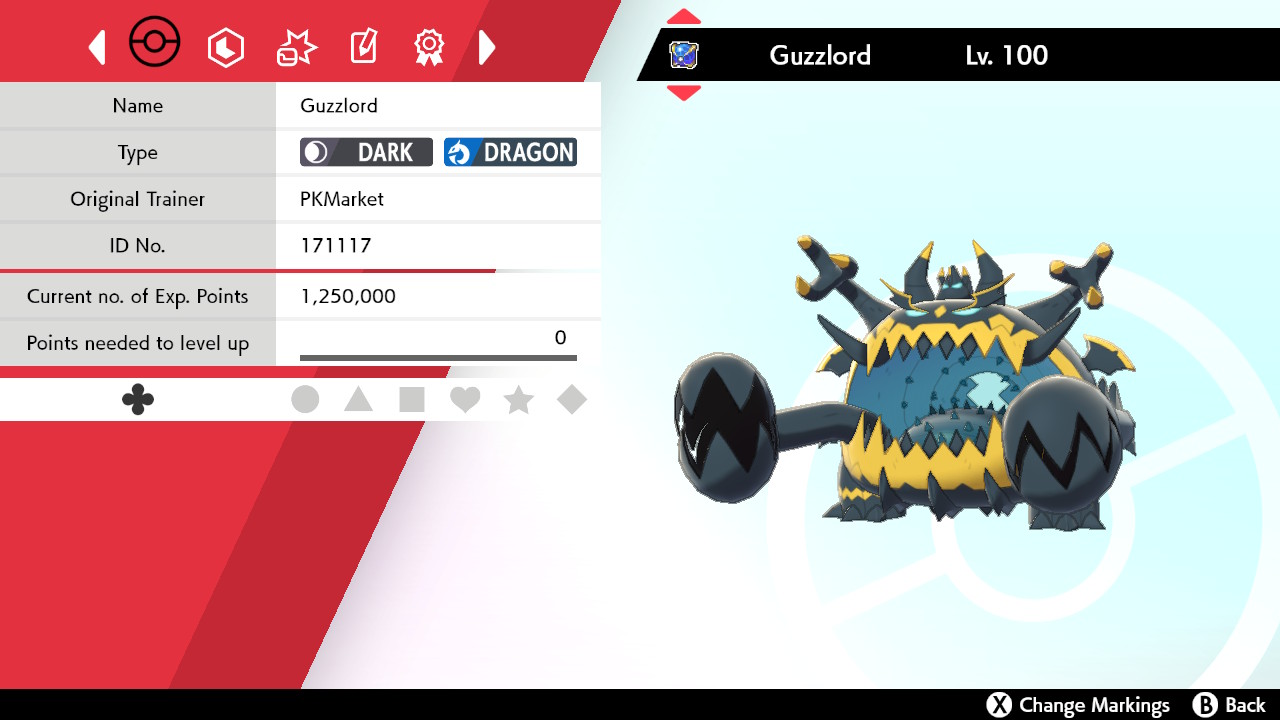 Guzzlord Lv. 100
Name Guzzlord
Type DARK DRAGON
Original Trainer PKMarket
ID No. 171117
Current no. of Exp. Points 1,250,000
Points needed to level up 0
X Change Markings B Back